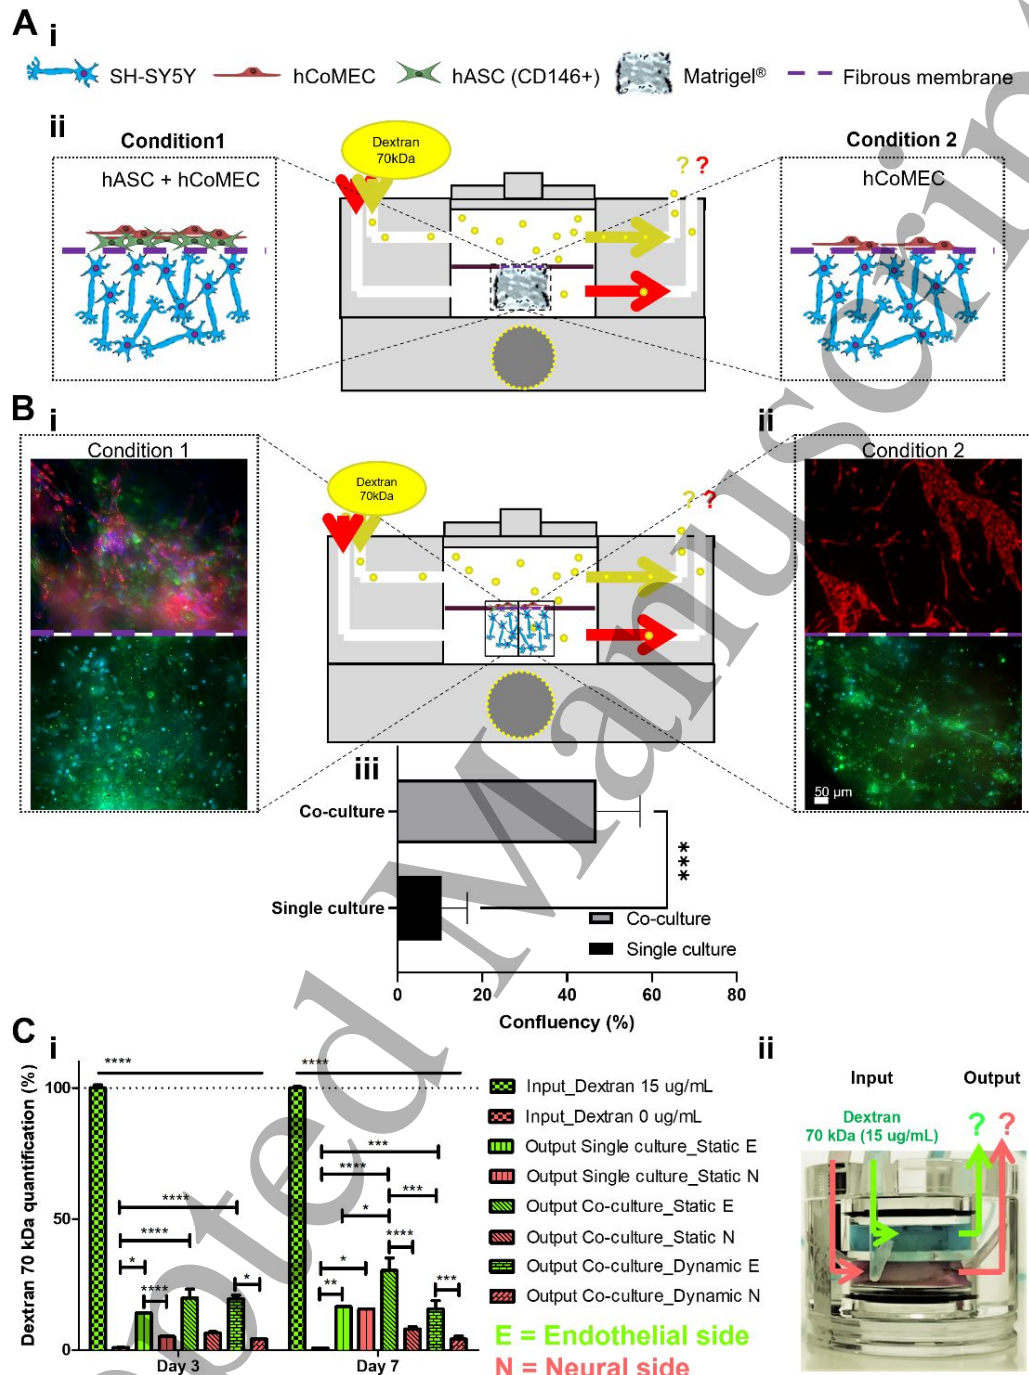 A
i
SH-SY5Y
hCoMEC
hASC (CD146+)
Matrigel®
Fibrous membrane
ii
Condition1
hASC + hCoMEC
Dextran
70kDa
? ?
Condition 2
hCoMEC
B
i
Condition 1
Dextran
70kDa
? ?
ii
Condition 2
50 µm
iii
Co-culture
Single culture
***
Co-culture
Single culture
0 20 40 60 80
Confluency (%)
C
i
Dextran 70 kDa quantification (%)
100
50
0
**** ****
***
****
**** ***
**** * ****
* **** * ** * ***
Day 3 Day 7
Input_Dextran 15 ug/mL
Input_Dextran 0 ug/mL
Output Single culture_Static E
Output Single culture_Static N
Output Co-culture_Static E
Output Co-culture_Static N
Output Co-culture_Dynamic E
Output Co-culture_Dynamic N
E = Endothelial side
N = Neural side
ii
Input Output
Dextran
70 kDa (15 ug/mL)
? ?
epted Manuscrip